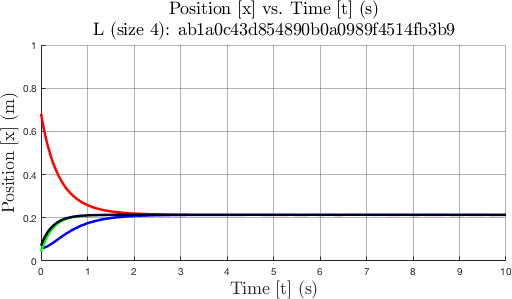 Position [x] vs. Time [t] (s)
L (size 4): ab1a0c43d854890b0a0989f4514fb3b9
Position [x] (m)
1
0.8
0.6
0.4
0.2
0
0 1 2 3 4 5 6 7 8 9 10
Time [t] (s)